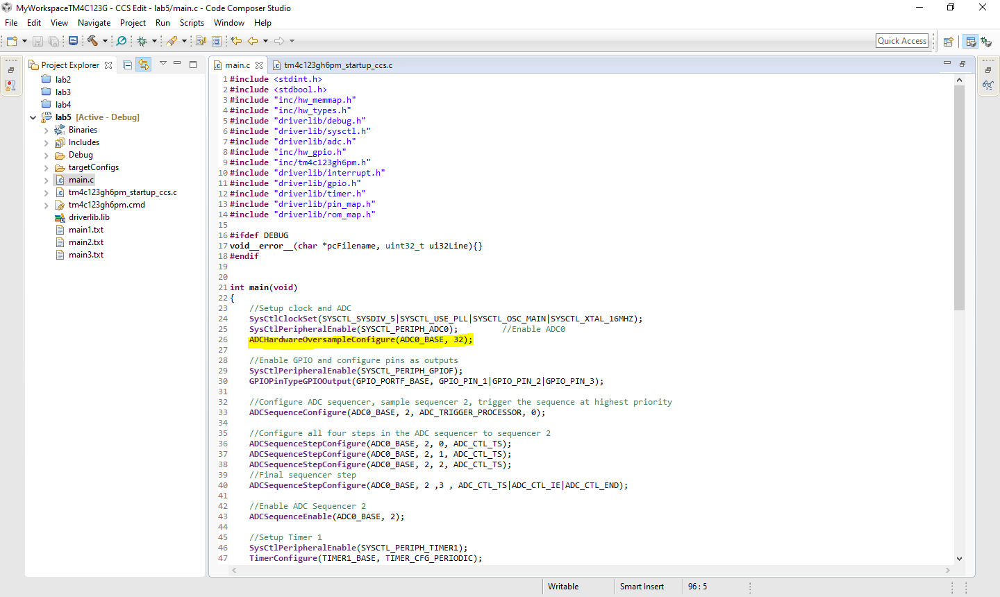 MyWorkspaceTM4C123G - CCS Edit - lab5/main.c - Code Composer Studio
File Edit View Navigate Project Run Scripts Window Help
Quick Access
Project Explorer
lab2
lab3
lab4
lab5 [Active - Debug]
Binaries
Includes
Debug
targetConfigs
main.c
tm4c123gh6pm_startup_ccs.c
tm4c123gh6pm.cmd
driverlib.lib
main1.txt
main2.txt
main3.txt
main.c tm4c123gh6pm_startup_ccs.c
1 #include <stdint.h>
2 #include <stdbool.h>
3 #include "inc/hw_memmap.h"
4 #include "inc/hw_types.h"
5 #include "driverlib/debug.h"
6 #include "driverlib/sysctl.h"
7 #include "driverlib/adc.h"
8 #include "inc/hw_gpio.h"
9 #include "inc/tm4c123gh6pm.h"
10 #include "driverlib/interrupt.h"
11 #include "driverlib/gpio.h"
12 #include "driverlib/timer.h"
13 #include "driverlib/pin_map.h"
14 #include "driverlib/rom_map.h"
15
16 #ifdef DEBUG
17 void__error__(char *pcFilename, uint32_t ui32Line){}
18 #endif
19
20
21 int main(void)
22 {
23 //Setup clock and ADC
24 SysCtlClockSet(SYSCTL_SYSDIV_5|SYSCTL_USE_PLL|SYSCTL_OSC_MAIN|SYSCTL_XTAL_16MHZ);
25 SysCtlPeripheralEnable(SYSCTL_PERIPH_ADC0); //Enable ADC0
26 ADCHardwareOversampleConfigure(ADC0_BASE, 32);
27
28 //Enable GPIO and configure pins as outputs
29 SysCtlPeripheralEnable(SYSCTL_PERIPH_GPIOF);
30 GPIOPinTypeGPIOOutput(GPIO_PORTF_BASE, GPIO_PIN_1|GPIO_PIN_2|GPIO_PIN_3);
31
32 //Configure ADC sequencer, sample sequencer 2, trigger the sequence at highest priority
33 ADCSequenceConfigure(ADC0_BASE, 2, ADC_TRIGGER_PROCESSOR, 0);
34
35 //Configure all four steps in the ADC sequencer to sequencer 2
36 ADCSequenceStepConfigure(ADC0_BASE, 2, 0, ADC_CTL_TS);
37 ADCSequenceStepConfigure(ADC0_BASE, 2, 1, ADC_CTL_TS);
38 ADCSequenceStepConfigure(ADC0_BASE, 2, 2, ADC_CTL_TS);
39 //Final sequencer step
40 ADCSequenceStepConfigure(ADC0_BASE, 2 ,3 , ADC_CTL_TS|ADC_CTL_IE|ADC_CTL_END);
41
42 //Enable ADC Sequencer 2
43 ADCSequenceEnable(ADC0_BASE, 2);
44
45 //Setup Timer 1
46 SysCtlPeripheralEnable(SYSCTL_PERIPH_TIMER1);
47 TimerConfigure(TIMER1_BASE, TIMER_CFG_PERIODIC);
Writable Smart Insert 96 : 5